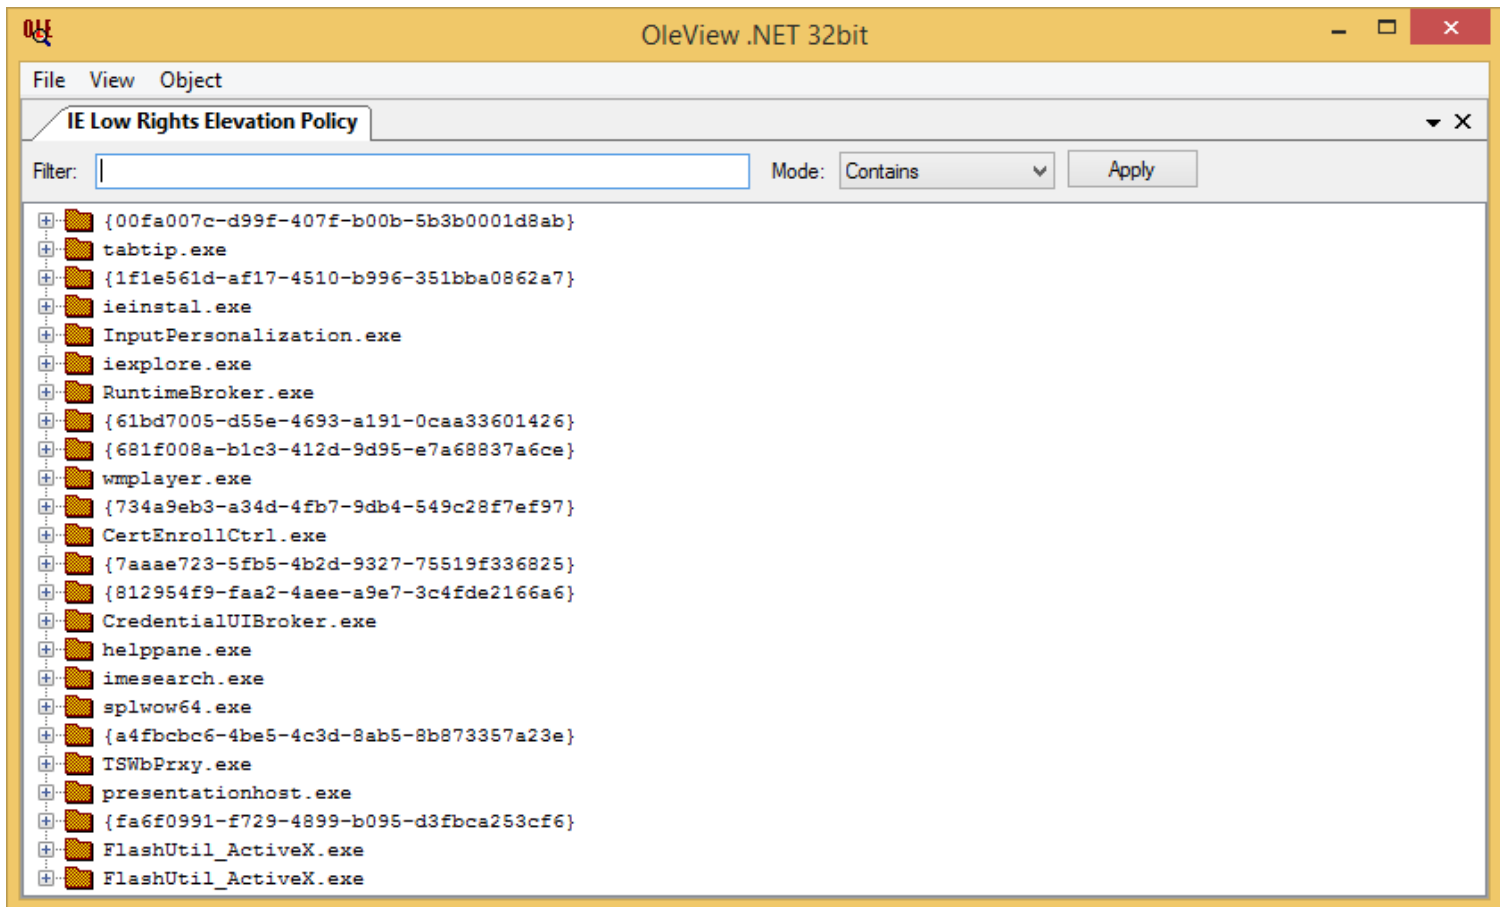 OLE
OleView .NET 32bit
File View Object
IE Low Rights Elevation Policy
Filter: Mode: Contains Apply
{00fa007c-d99f-407f-b00b-5b3b0001d8ab}
tabtip.exe
{1f1e561d-af17-4510-b996-351bba0862a7}
ieinstal.exe
InputPersonalization.exe
iexplore.exe
RuntimeBroker.exe
{61bd7005-d55e-4693-a191-0caa33601426}
{681f008a-b1c3-412d-9d95-e7a68837a6ce}
wmplayer.exe
{734a9eb3-a34d-4fb7-9db4-549c28f7ef97}
CertEnrollCtrl.exe
{7aaae723-5fb5-4b2d-9327-75519f336825}
{812954f9-faa2-4aee-a9e7-3c4fde2166a6}
CredentialUIBroker.exe
helppane.exe
imesearch.exe
splwow64.exe
{a4fbcbc6-4be5-4c3d-8ab5-8b873357a23e}
TSWbPrxy.exe
presentationhost.exe
{fa6f0991-f729-4899-b095-d3fbca253cf6}
FlashUtil_ActiveX.exe
FlashUtil_ActiveX.exe